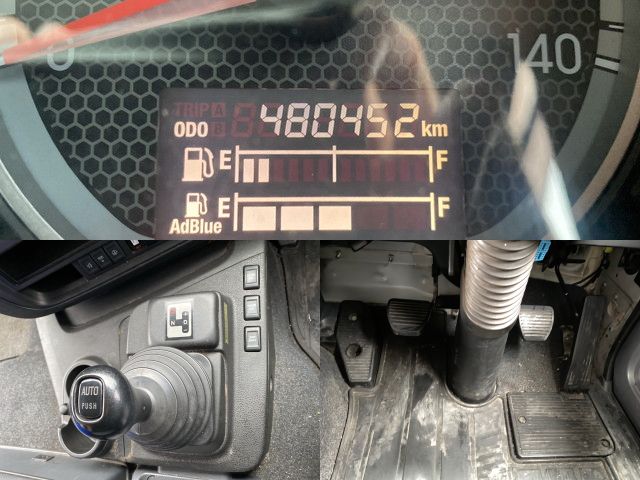 0
140
TRIP A
ODO B 480452 km
E F
AdBlue E F
N D
AUTO
PUSH